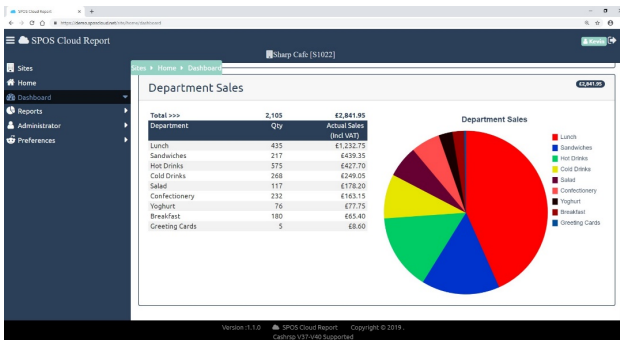 SPOS Cloud Report
https://demo.sposcloud.net/site/home/dashboard
SPOS Cloud Report
Kewin
Sharp Cafe [S1022]
Sites
Home
Dashboard
Reports
Administrator
Preferences
Sites Home Dashboard
Department Sales
£2,841.95
Total >>> 2,105 £2,841.95
Department Qty Actual Sales
(Incl VAT)
Lunch 435 £1,232.75
Sandwiches 217 £439.35
Hot Drinks 575 £427.70
Cold Drinks 268 £249.05
Salad 117 £178.20
Confectionery 232 £163.15
Yoghurt 76 £77.75
Breakfast 180 £65.40
Greeting Cards 5 £8.60
Department Sales
Lunch
Sandwiches
Hot Drinks
Cold Drinks
Salad
Confectionery
Yoghurt
Breakfast
Greeting Cards
Version :1.1.0 SPOS Cloud Report Copyright © 2019 .
Cashrsp V37-V40 Supported